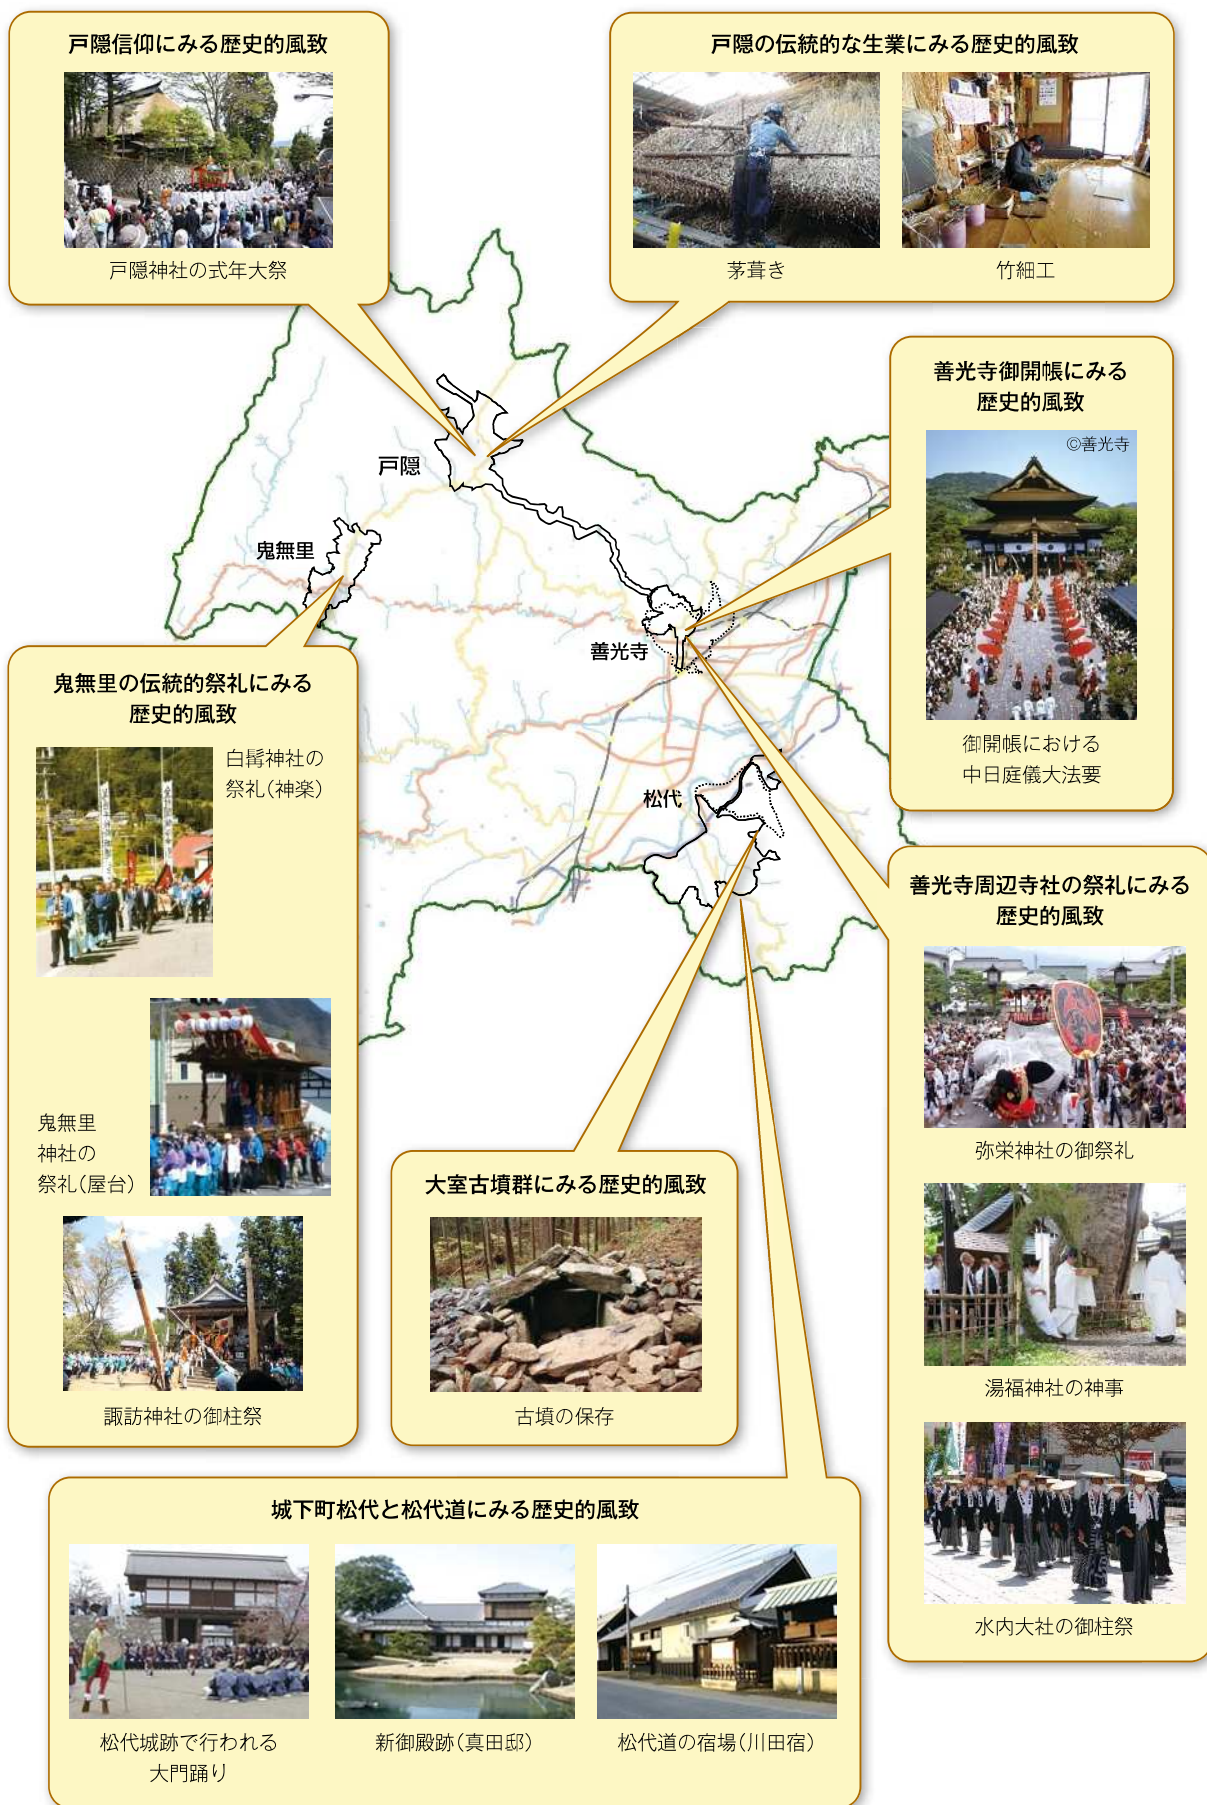 戸隠信仰にみる歴史的風致
戸隠神社の式年大祭
戸隠の伝統的な生業にみる歴史的風致
茅葺き
竹細工
善光寺御開帳にみる
歴史的風致
©善光寺
御開帳における
中日庭儀大法要
戸隠
鬼無里
善光寺
松代
鬼無里の伝統的祭礼にみる
歴史的風致
白髯神社の
祭礼(神楽)
鬼無里
神社の
祭礼(屋台)
諏訪神社の御柱祭
善光寺周辺寺社の祭礼にみる
歴史的風致
弥栄神社の御祭礼
湯福神社の神事
水内大社の御柱祭
大室古墳群にみる歴史的風致
古墳の保存
城下町松代と松代道にみる歴史的風致
松代城跡で行われる
大門踊り
新御殿跡(真田邸)
松代道の宿場(川田宿)